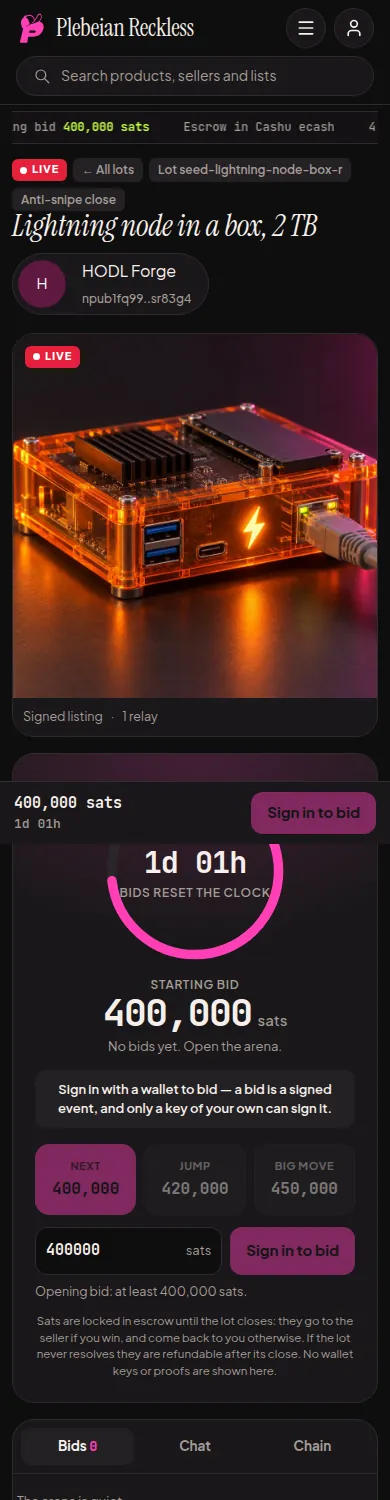 Plebeian Reckless
Search products, sellers and lists
ng bid 400,000 sats Escrow in Cashu ecash 4
LIVE ← All lots Lot seed-lightning-node-box-r
Anti-snipe close
Lightning node in a box, 2 TB
H HODL Forge
npub1fq99..sr83g4
LIVE
Signed listing · 1 relay
400,000 sats
1d 01h
Sign in to bid
1d 01h
BIDS RESET THE CLOCK
STARTING BID
400,000 sats
No bids yet. Open the arena.
Sign in with a wallet to bid — a bid is a signed
event, and only a key of your own can sign it.
NEXT JUMP BIG MOVE
400,000 420,000 450,000
400000 sats Sign in to bid
Opening bid: at least 400,000 sats.
Sats are locked in escrow until the lot closes: they go to the
seller if you win, and come back to you otherwise. If the lot
never resolves they are refundable after its close. No wallet
keys or proofs are shown here.
Bids 0 Chat Chain